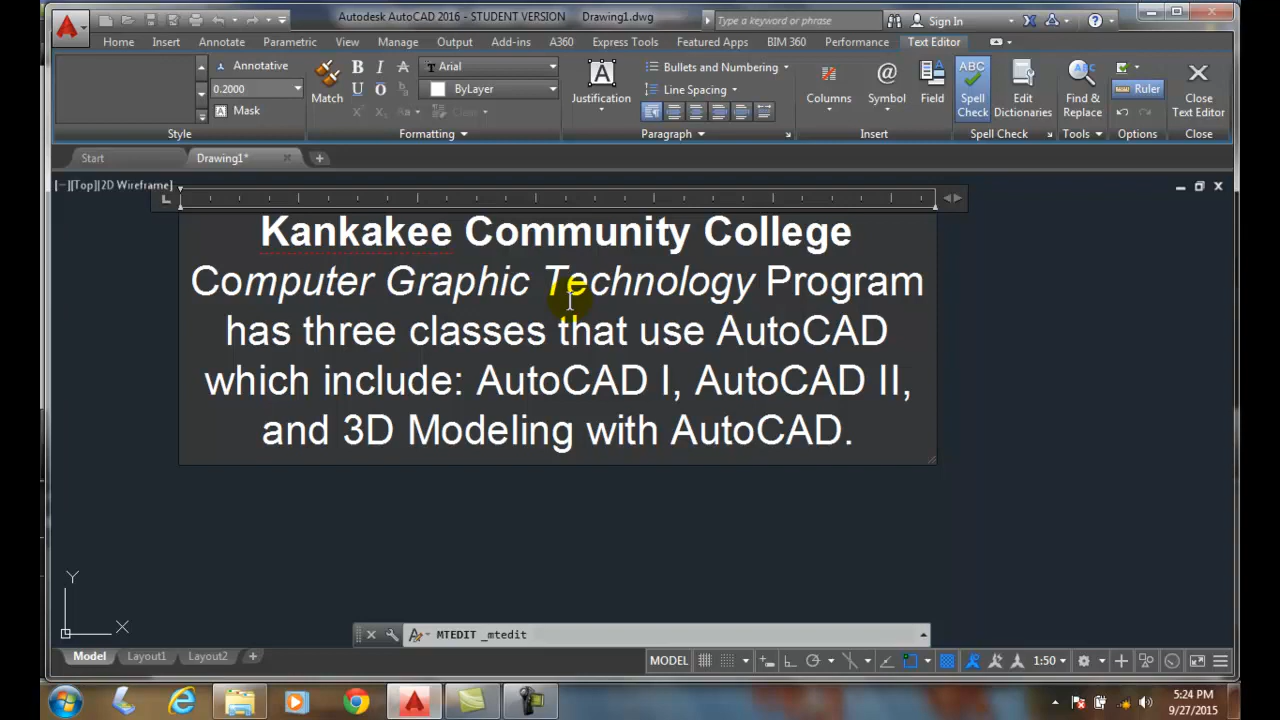 Autodesk AutoCAD 2016 - STUDENT VERSION Drawing1.dwg
Type a keyword or phrase
Sign In
Home Insert Annotate Parametric View Manage Output Add-ins A360 Express Tools Featured Apps BIM 360 Performance Text Editor
Annotative
0.2000
Mask
Style
Match
B I A
U O
Arial
ByLayer
Aa
Clear
Formatting
A
Justification
Bullets and Numbering
Line Spacing
Paragraph
Columns
@
Symbol
Field
Insert
ABC
Spell
Check
Edit
Dictionaries
Spell Check
Find &
Replace
Tools
Ruler
Options
Close
Text Editor
Close
Start
Drawing1*
[−][Top][2D Wireframe]
Kankakee Community College
Computer Graphic Technology Program
has three classes that use AutoCAD
which include: AutoCAD I, AutoCAD II,
and 3D Modeling with AutoCAD.
Y
X
MTEDIT _mtedit
Model Layout1 Layout2
MODEL
1:50
5:24 PM
9/27/2015